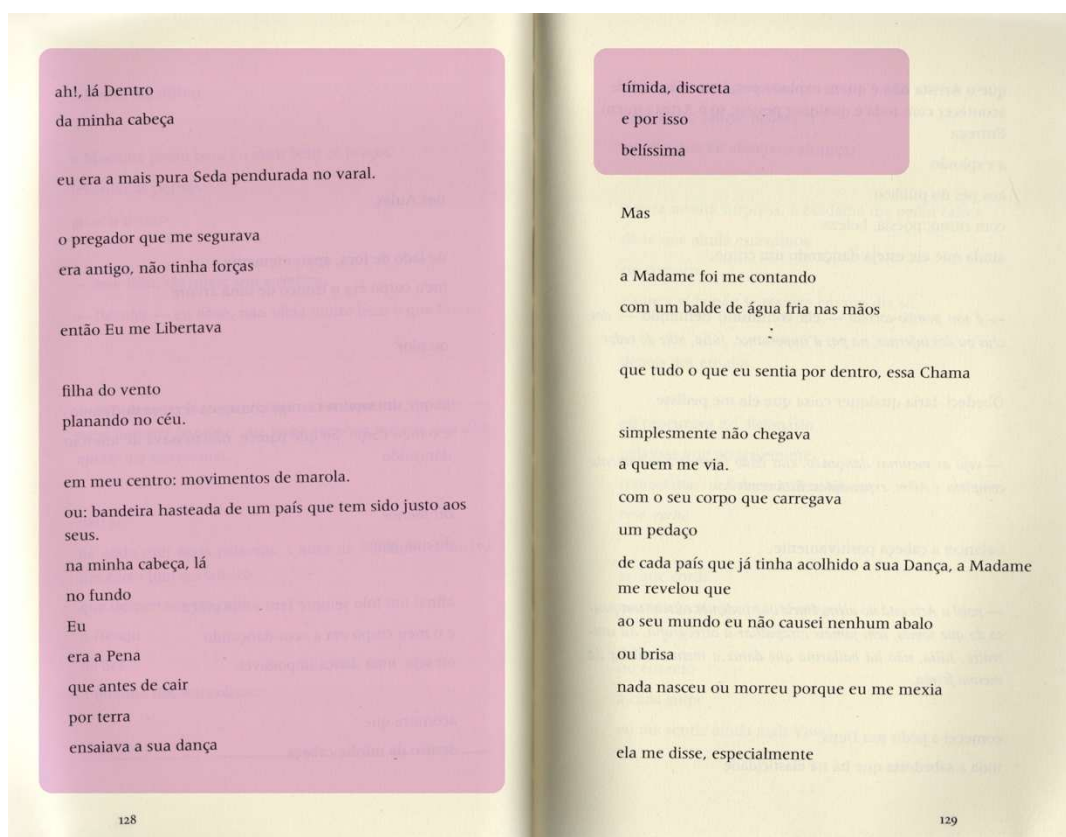 ah!, lá Dentro
da minha cabeça
eu era a mais pura Seda pendurada no varal.
o pregador que me segurava
era antigo, não tinha forças
então Eu me Libertava
filha do vento
planando no céu.
em meu centro: movimentos de marola.
ou: bandeira hasteada de um país que tem sido justo aos
seus.
na minha cabeça, lá
no fundo
Eu
era a Pena
que antes de cair
por terra
ensaiava a sua dança
128
tímida, discreta
e por isso
belíssima
Mas
a Madame foi me contando
com um balde de água fria nas mãos
que tudo o que eu sentia por dentro, essa Chama
simplesmente não chegava
a quem me via.
com o seu corpo que carregava
um pedaço
de cada país que já tinha acolhido a sua Dança, a Madame
me revelou que
ao seu mundo eu não causei nenhum abalo
ou brisa
nada nasceu ou morreu porque eu me mexia
ela me disse, especialmente
129